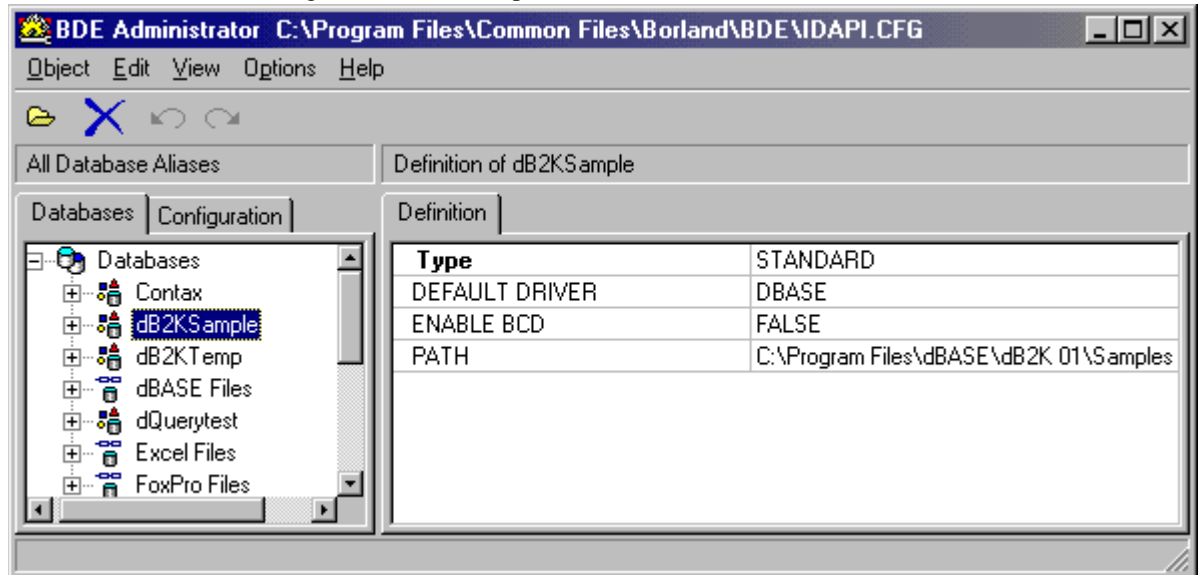 BDE Administrator C:\Program Files\Common Files\Borland\BDE\IDAPI.CFG
Object Edit View Options Help
All Database Aliases
Definition of dB2KSample
Databases Configuration
Definition
Databases
Contax
dB2KSample
dB2KTemp
dBASE Files
dQuerytest
Excel Files
FoxPro Files
Type STANDARD
DEFAULT DRIVER DBASE
ENABLE BCD FALSE
PATH C:\Program Files\dBASE\dB2K 01\Samples